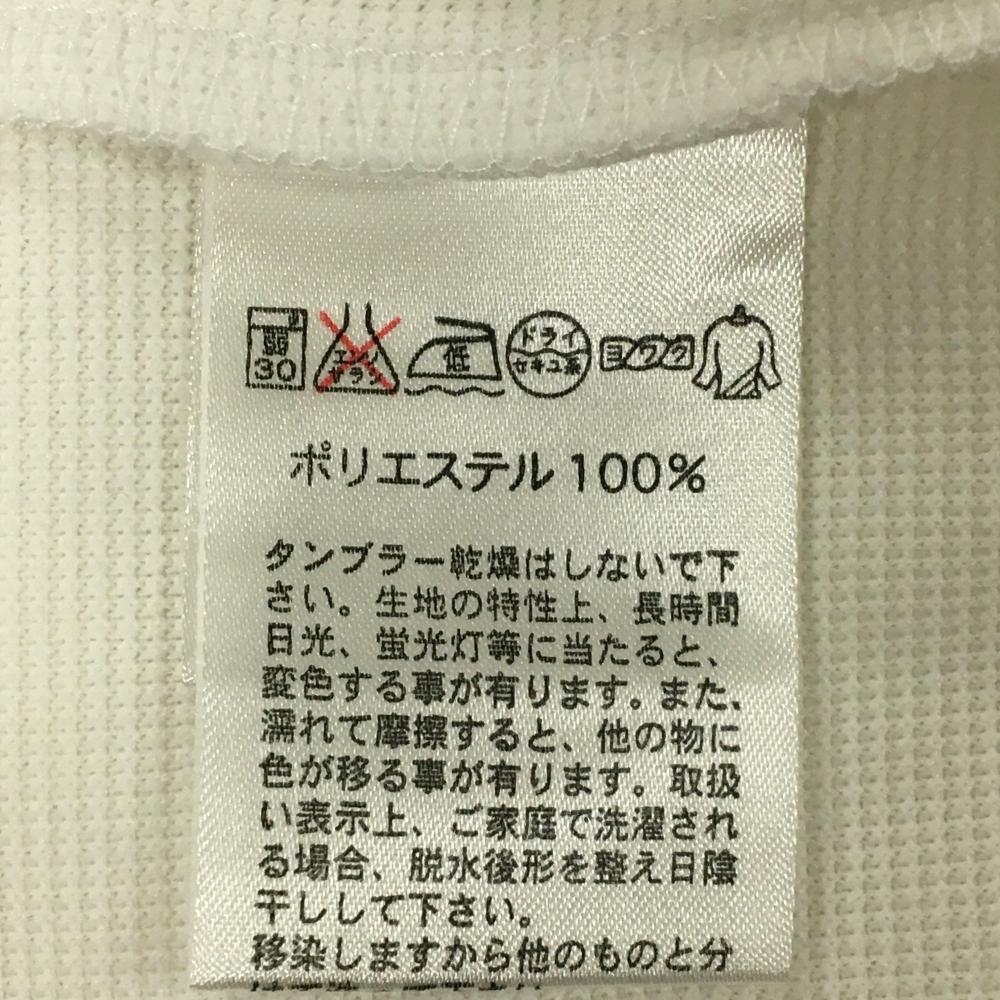 弱
30
エンソ
サラシ
低
ドライ
セキユ系
ヨワク
ポリエステル100%
タンブラー乾燥はしないで下
さい。生地の特性上、長時間
日光、蛍光灯等に当たると、
変色する事が有ります。また、
濡れて摩擦すると、他の物に
色が移る事が有ります。取扱
い表示上、ご家庭で洗濯され
る場合、脱水後形を整え日陰
干しして下さい。
移染しますから他のものと分